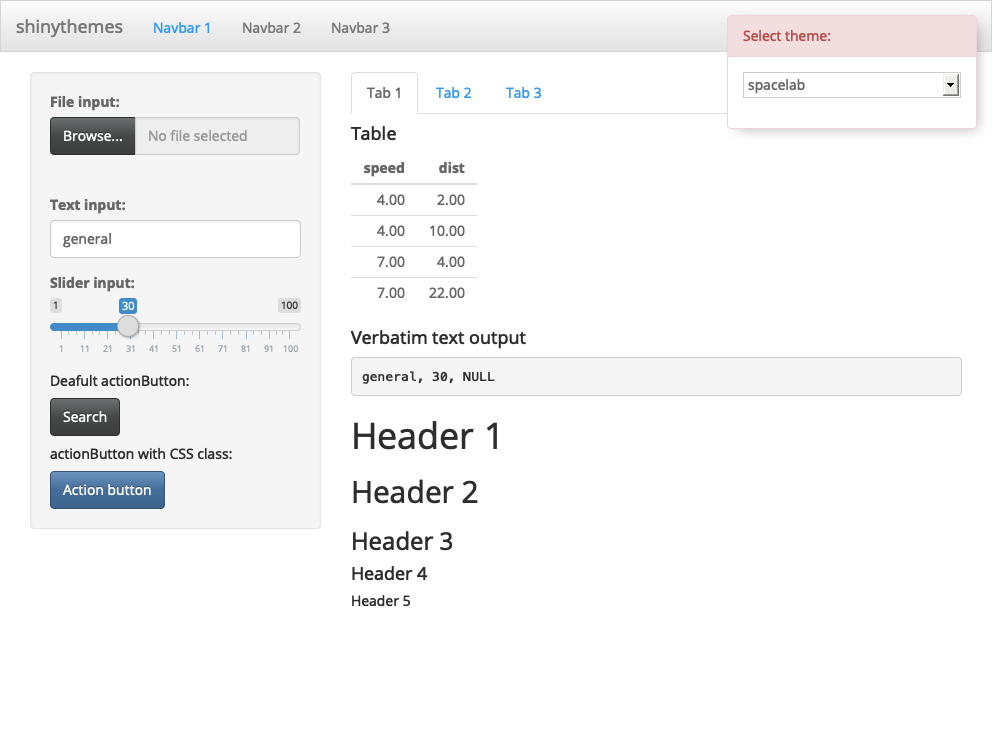 shinythemes Navbar 1 Navbar 2 Navbar 3
Select theme:
spacelab
File input:
Browse... No file selected
Text input:
general
Slider input:
1 30 100
1 11 21 31 41 51 61 71 81 91 100
Deafult actionButton:
Search
actionButton with CSS class:
Action button
Tab 1 Tab 2 Tab 3
Table
speed dist
4.00 2.00
4.00 10.00
7.00 4.00
7.00 22.00
Verbatim text output
general, 30, NULL
Header 1
Header 2
Header 3
Header 4
Header 5